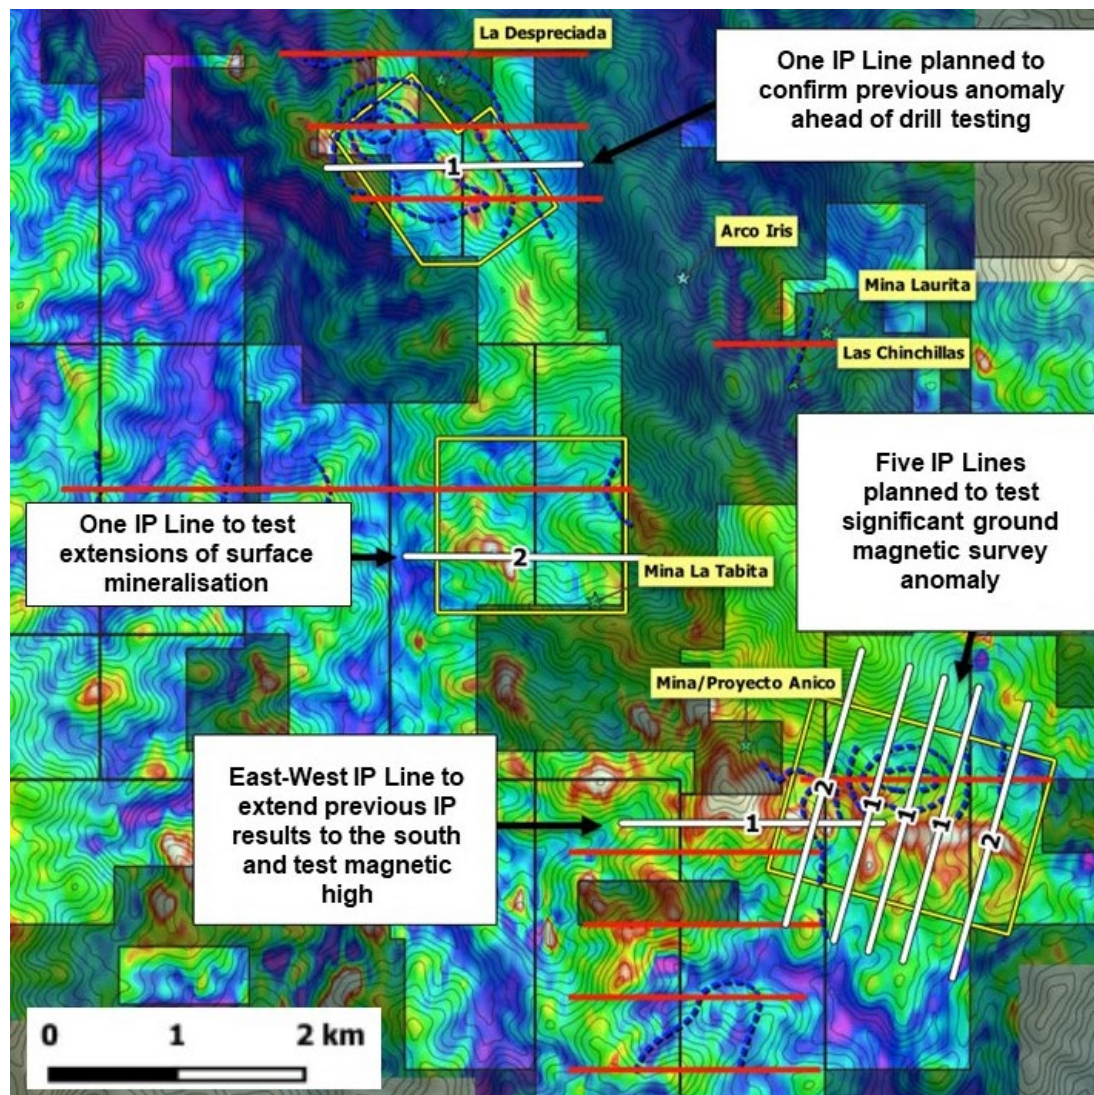 La Despreciada
One IP Line planned to
confirm previous anomaly
ahead of drill testing
1
Arco Iris
Mina Laurita
Las Chinchillas
Five IP Lines
planned to test
significant ground
magnetic survey
anomaly
One IP Line to test
extensions of surface
mineralisation
2
Mina La Tabita
Mina/Proyecto Anico
East-West IP Line to
extend previous IP
results to the south
and test magnetic
high
1
2
1
1
1
2
0 1 2 km